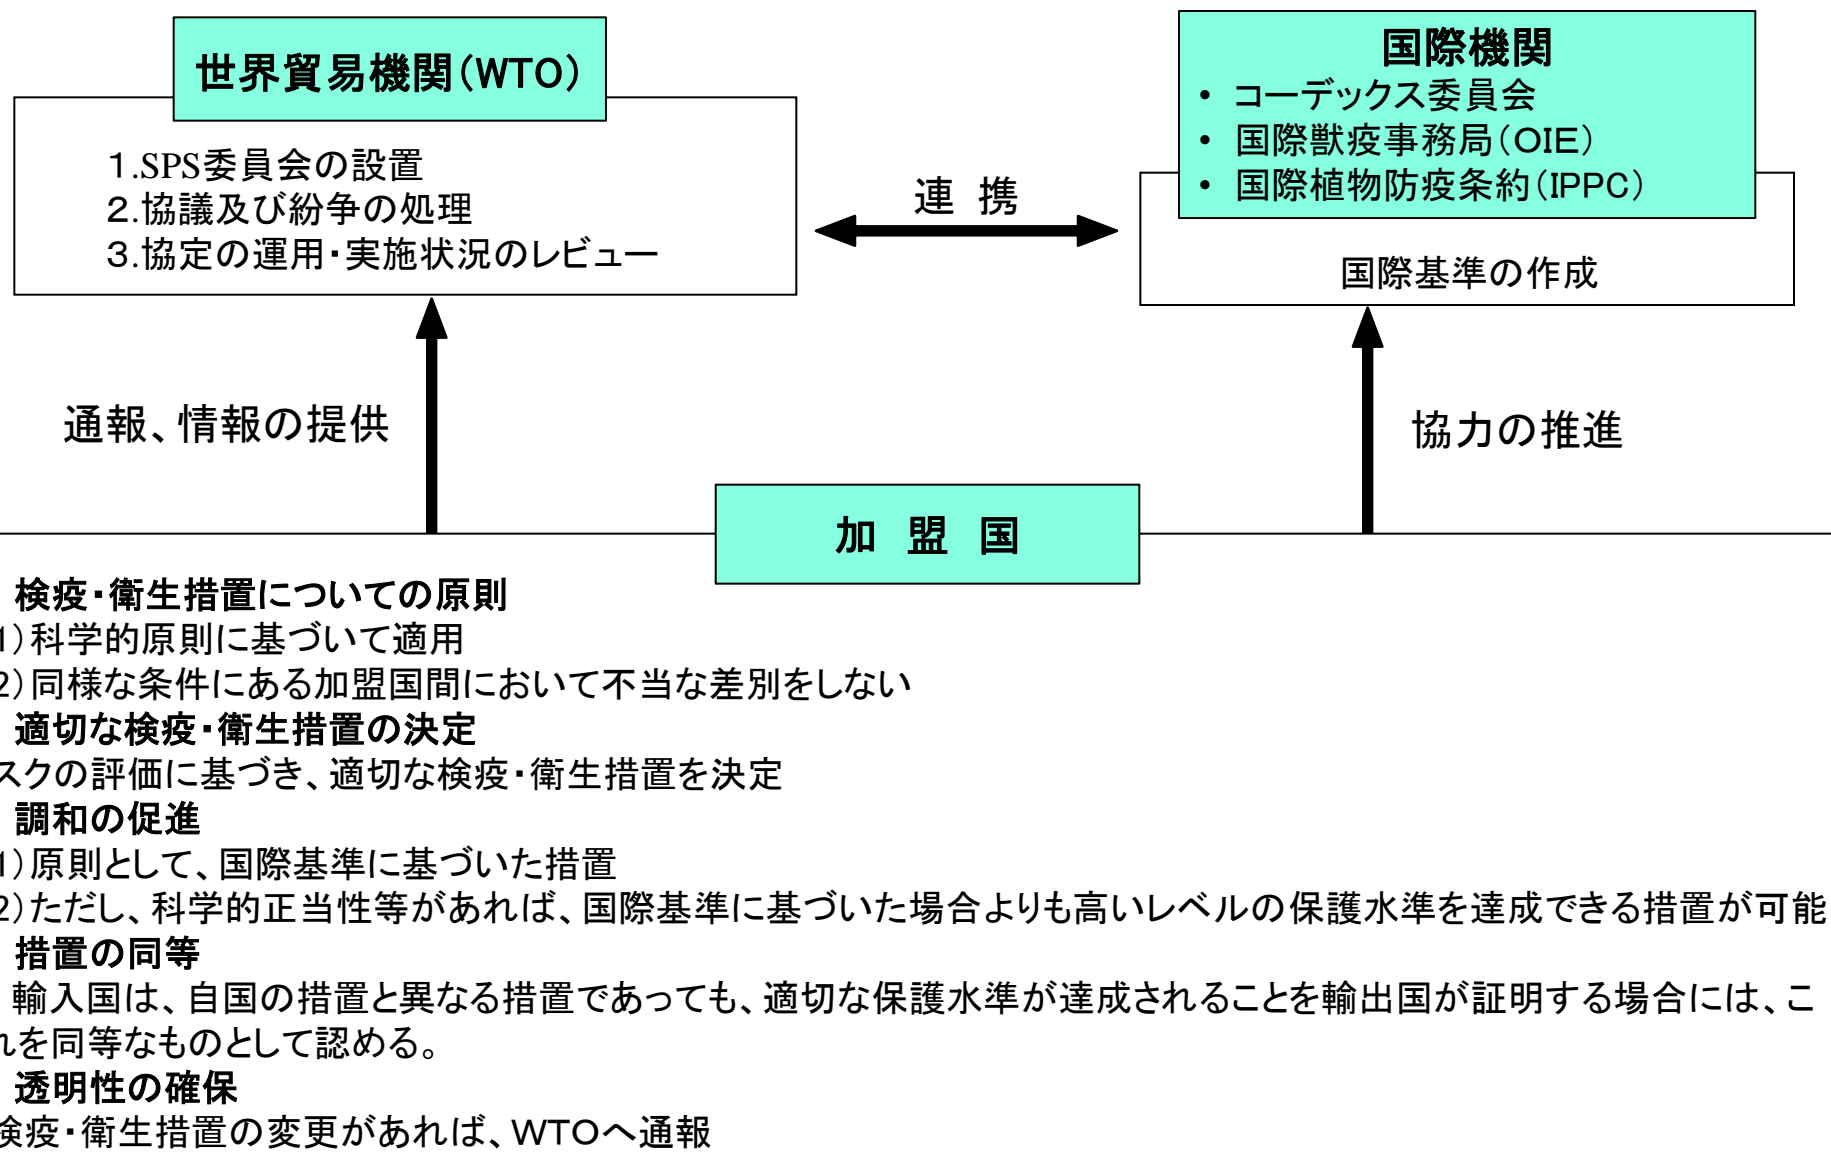 世界貿易機関(WTO)
1.SPS委員会の設置
2.協議及び紛争の処理
3.協定の運用・実施状況のレビュー
連 携
国際機関
• コーデックス委員会
• 国際獣疫事務局(OIE)
• 国際植物防疫条約(IPPC)
国際基準の作成
通報、情報の提供
協力の推進
加 盟 国
検疫・衛生措置についての原則
1)科学的原則に基づいて適用
2)同様な条件にある加盟国間において不当な差別をしない
適切な検疫・衛生措置の決定
スクの評価に基づき、適切な検疫・衛生措置を決定
調和の促進
1)原則として、国際基準に基づいた措置
2)ただし、科学的正当性等があれば、国際基準に基づいた場合よりも高いレベルの保護水準を達成できる措置が可能
措置の同等
輸入国は、自国の措置と異なる措置であっても、適切な保護水準が達成されることを輸出国が証明する場合には、こ
れを同等なものとして認める。
透明性の確保
検疫・衛生措置の変更があれば、WTOへ通報